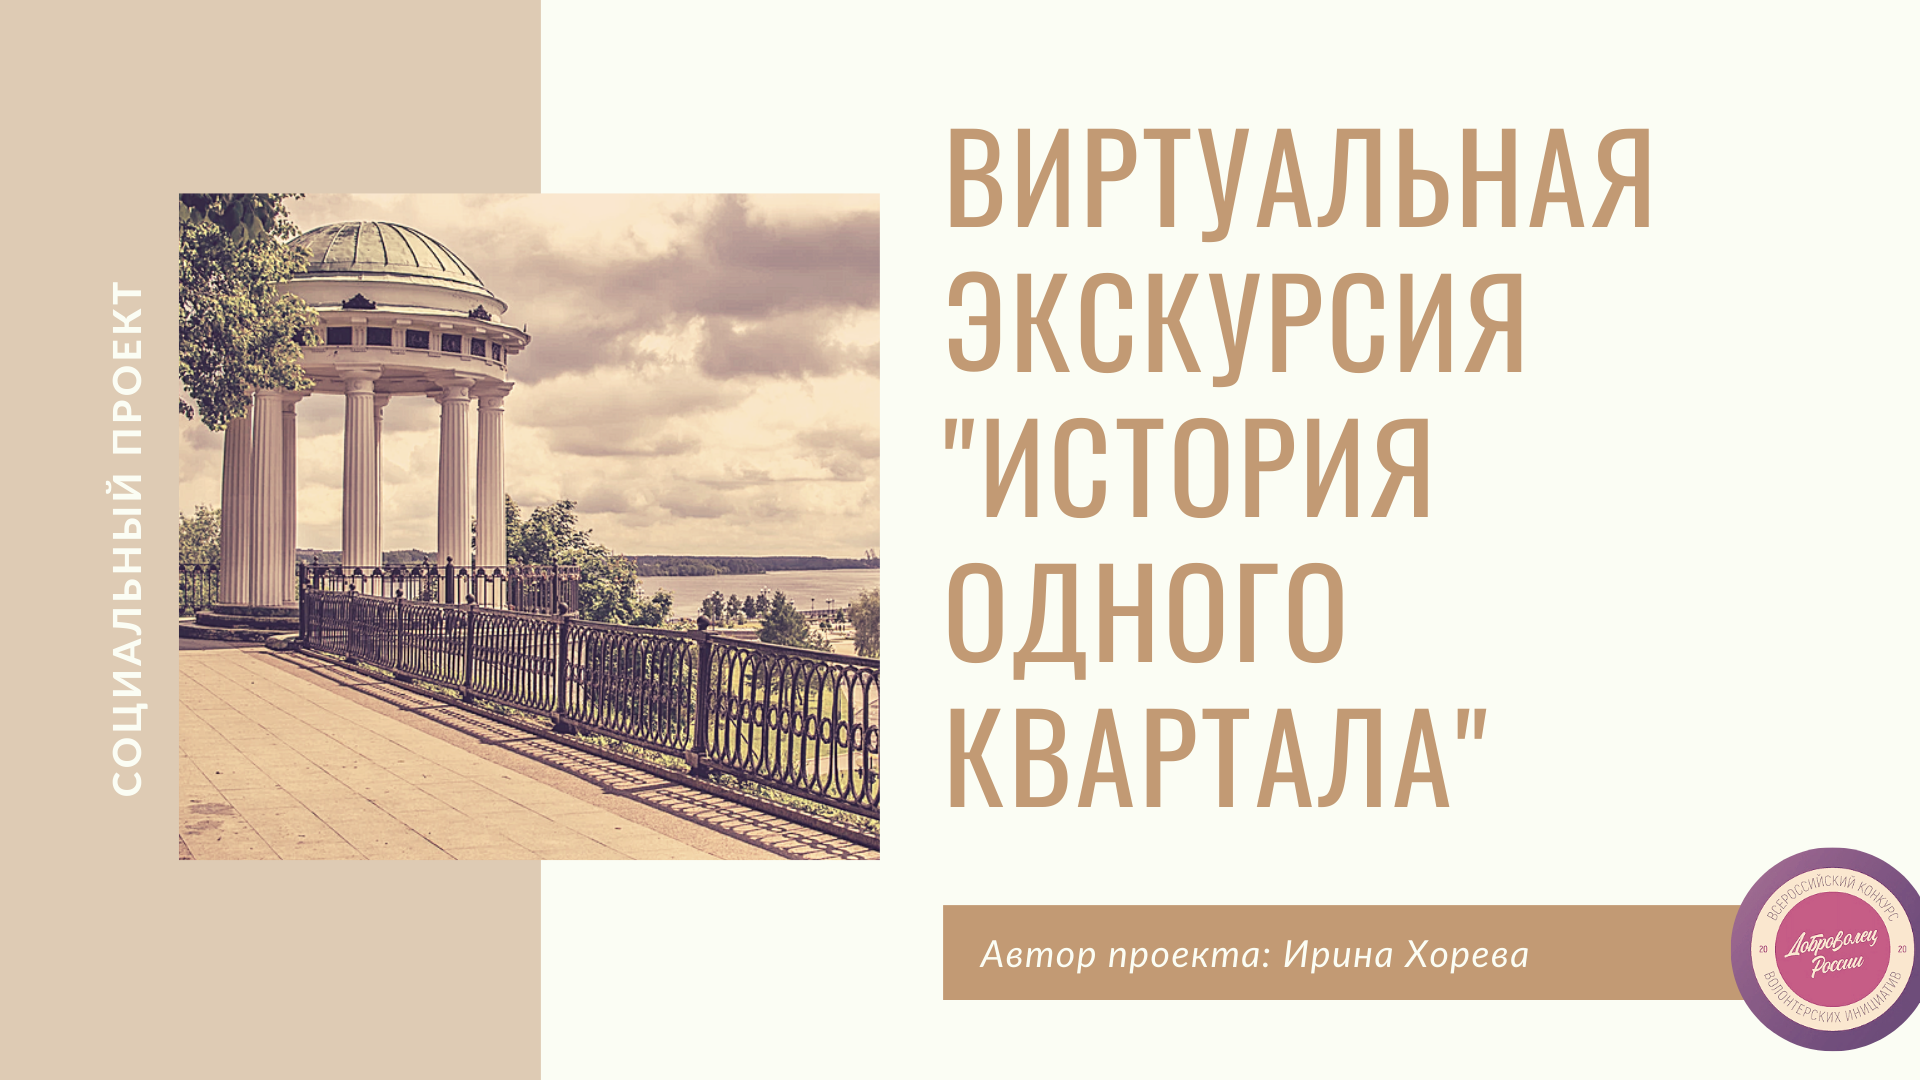 СОЦИАЛЬНЫЙ ПРОЕКТ
ВИРТУАЛЬНАЯ
ЭКСКУРСИЯ
"ИСТОРИЯ
ОДНОГО
КВАРТАЛА"
Автор проекта: Ирина Хорева
ВСЕРОССИЙСКИЙ КОНКУРС
20
Доброволец
России
20
ВОЛОНТЕРСКИХ ИНИЦИАТИВ